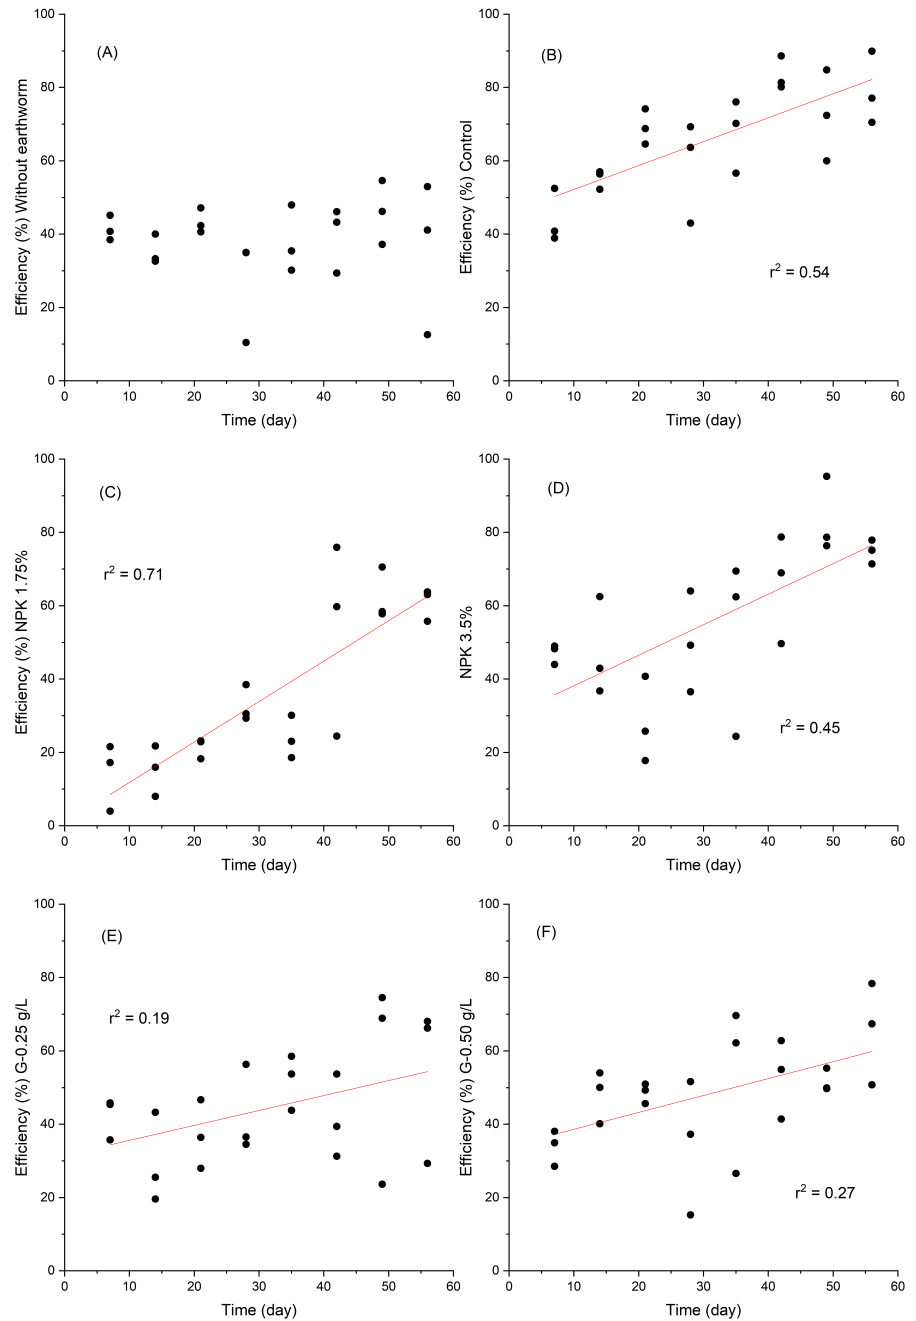 (A)
Efficiency (%) Without earthworm
100
80
60
40
20
0
0 10 20 30 40 50 60
Time (day)
(B)
Efficiency (%) Control
100
80
60
40
20
0
r² = 0.54
0 10 20 30 40 50 60
Time (day)
(C)
Efficiency (%) NPK 1.75%
100
80
60
40
20
0
r² = 0.71
0 10 20 30 40 50 60
Time (day)
(D)
NPK 3.5%
100
80
60
40
20
0
r² = 0.45
0 10 20 30 40 50 60
Time (day)
(E)
Efficiency (%) G-0.25 g/L
100
80
60
40
20
0
r² = 0.19
0 10 20 30 40 50 60
Time (day)
(F)
Efficiency (%) G-0.50 g/L
100
80
60
40
20
0
r² = 0.27
0 10 20 30 40 50 60
Time (day)